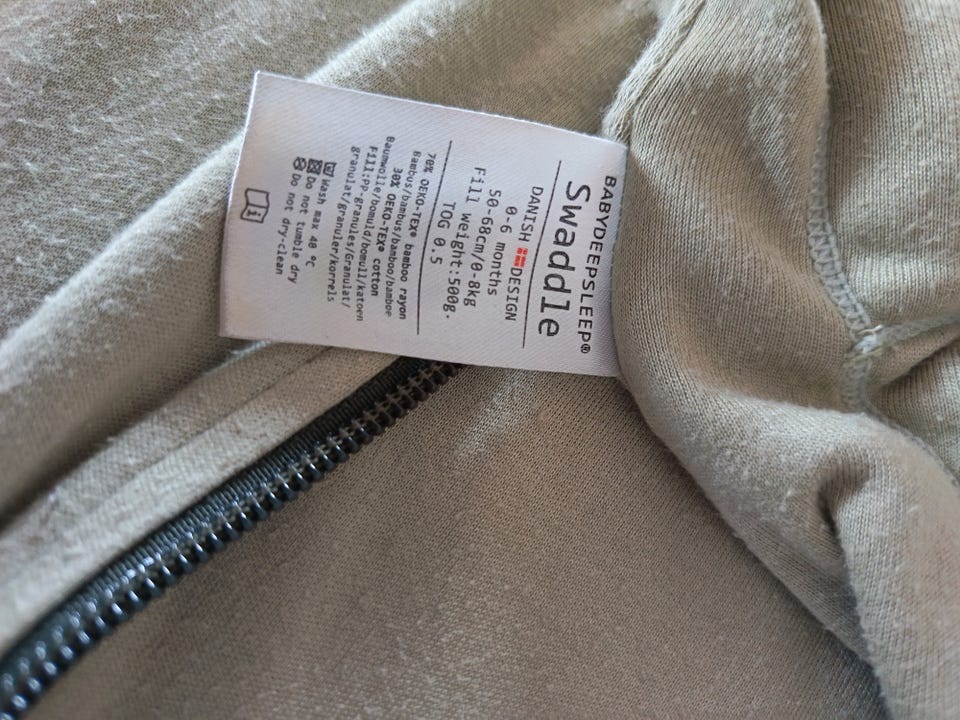 BABYDEEPSLEEP®
Swaddle
DANISH DESIGN
0-6 months
50-68cm/0-8kg
Fill weight:500g.
TOG 0.5
70% OEKO-TEX® bamboo rayon
Bambus/bambus/bamboo/bamboe
30% OEKO-TEX® cotton
Baumwolle/bomuld/bomull/katoen
Fill:PP-granules/Granulat/
granulat/granuler/korrels
Wash max 40 °C
Do not tumble dry
Do not dry-clean